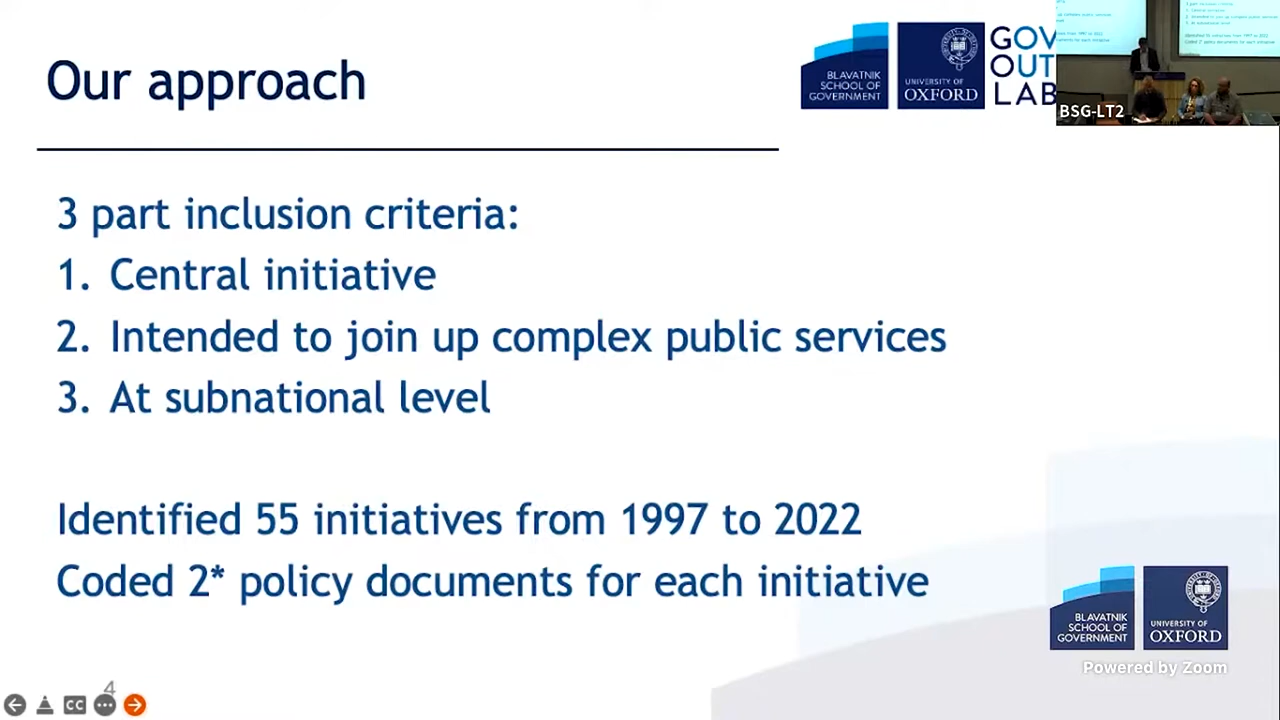 Our approach
BLAVATNIK
SCHOOL OF
GOVERNMENT
UNIVERSITY OF
OXFORD
GOV
OUT
LAB
BSG-LT2
3 part inclusion criteria:
1. Central initiative
2. Intended to join up complex public services
3. At subnational level
Identified 55 initiatives from 1997 to 2022
Coded 2* policy documents for each initiative
BLAVATNIK
SCHOOL OF
GOVERNMENT
UNIVERSITY OF
OXFORD
Powered by Zoom
4
CC